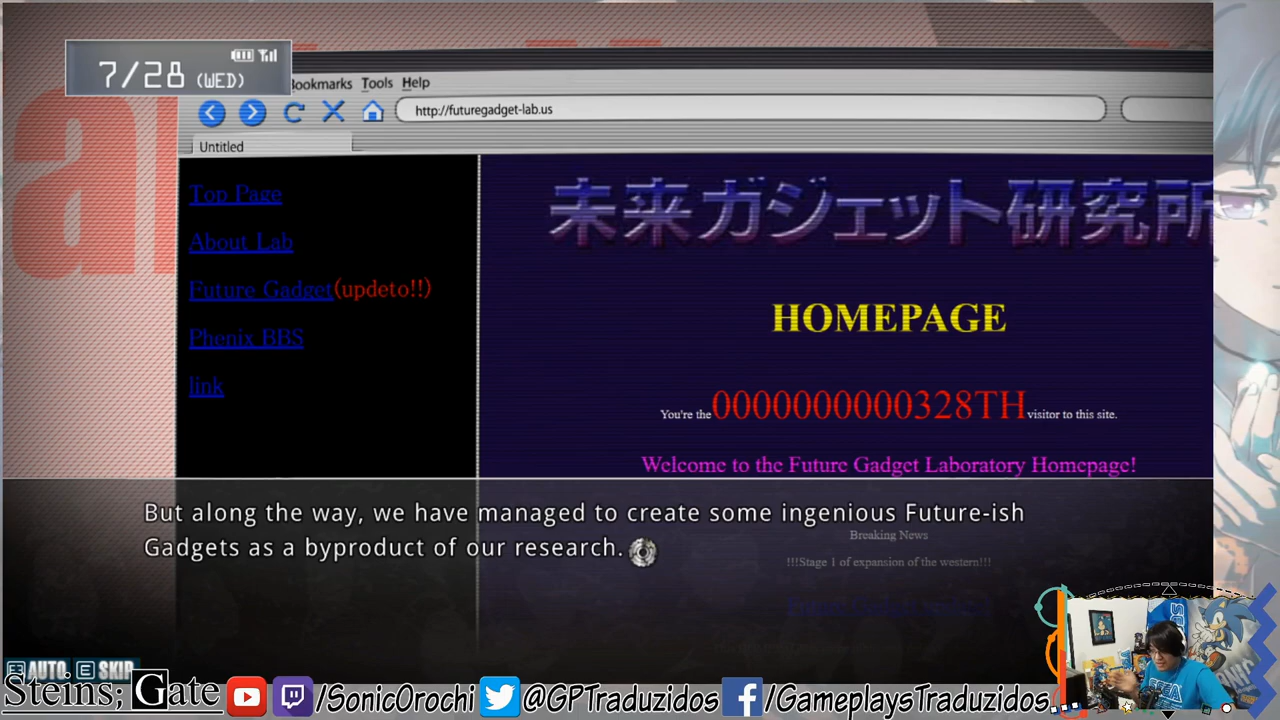 7/28 (WED)
Bookmarks Tools Help
http://futuregadget-lab.us
Untitled
Top Page
About Lab
Future Gadget(updeto!!)
Phenix BBS
link
未来ガジェット研究所
HOMEPAGE
You're the 0000000000328TH visitor to this site.
Welcome to the Future Gadget Laboratory Homepage!
But along the way, we have managed to create some ingenious Future-ish
Gadgets as a byproduct of our research.
Breaking News
!!!Stage 1 of expansion of the western!!!
AUTO E SKIP
Steins;Gate /SonicOrochi @GPTraduzidos /GameplaysTraduzidos
SEGA